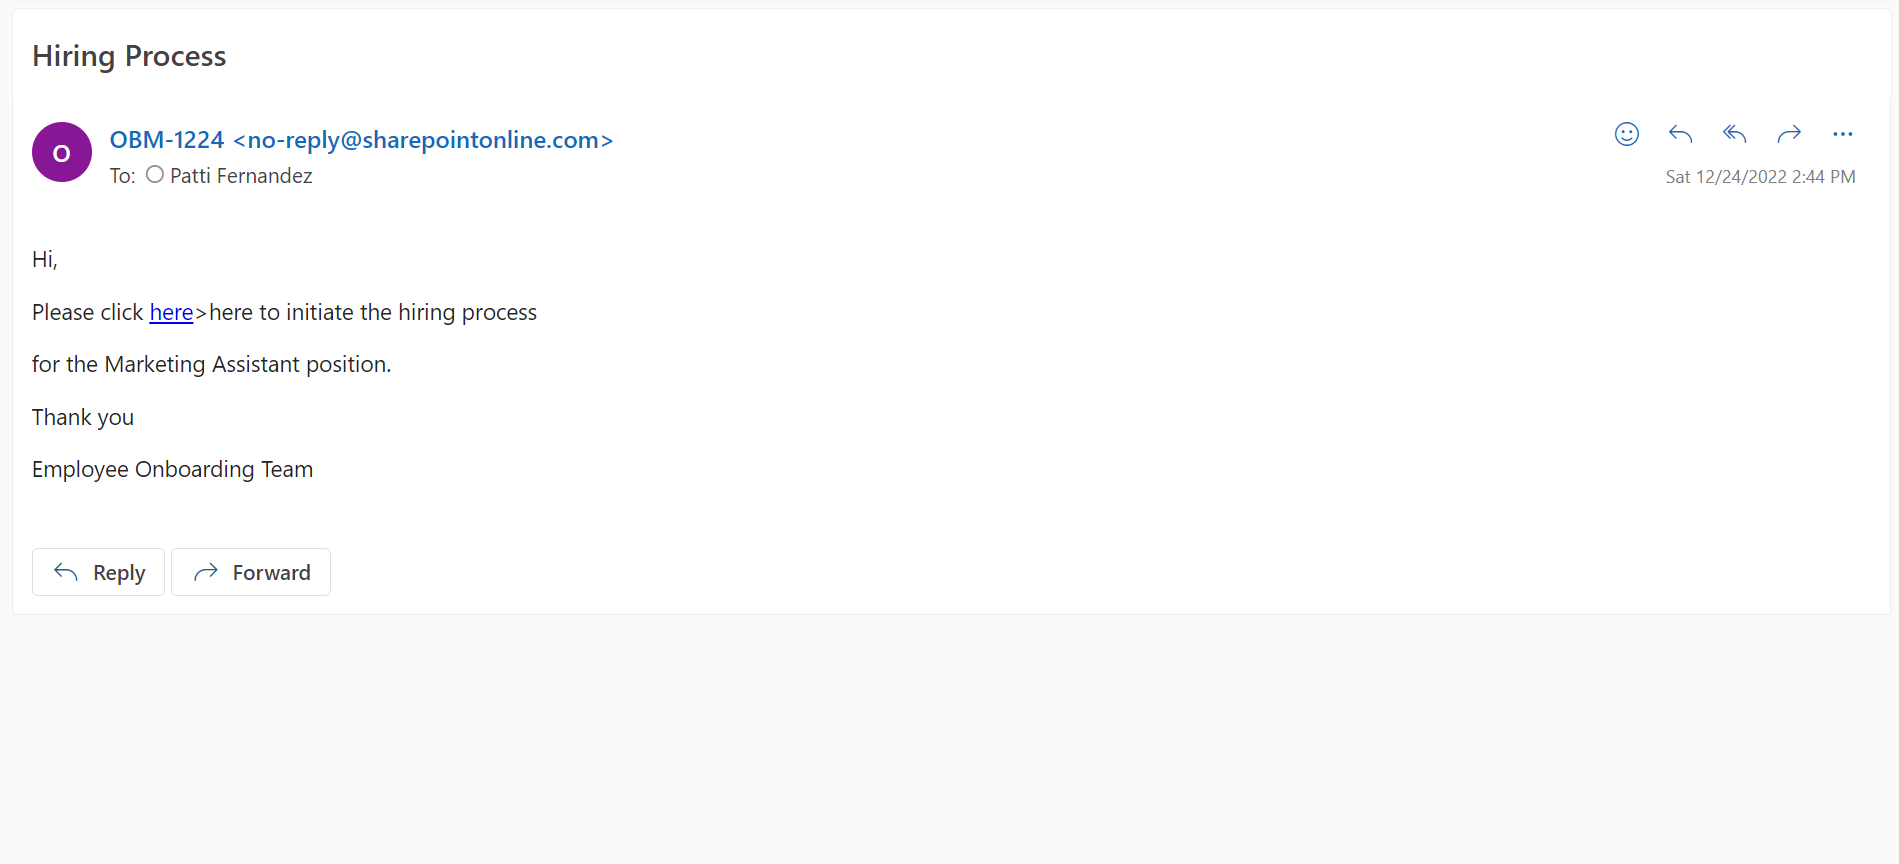 Hiring Process
O
OBM-1224 <no-reply@sharepointonline.com>
To: Patti Fernandez
Sat 12/24/2022 2:44 PM
Hi,
Please click here>here to initiate the hiring process
for the Marketing Assistant position.
Thank you
Employee Onboarding Team
Reply
Forward